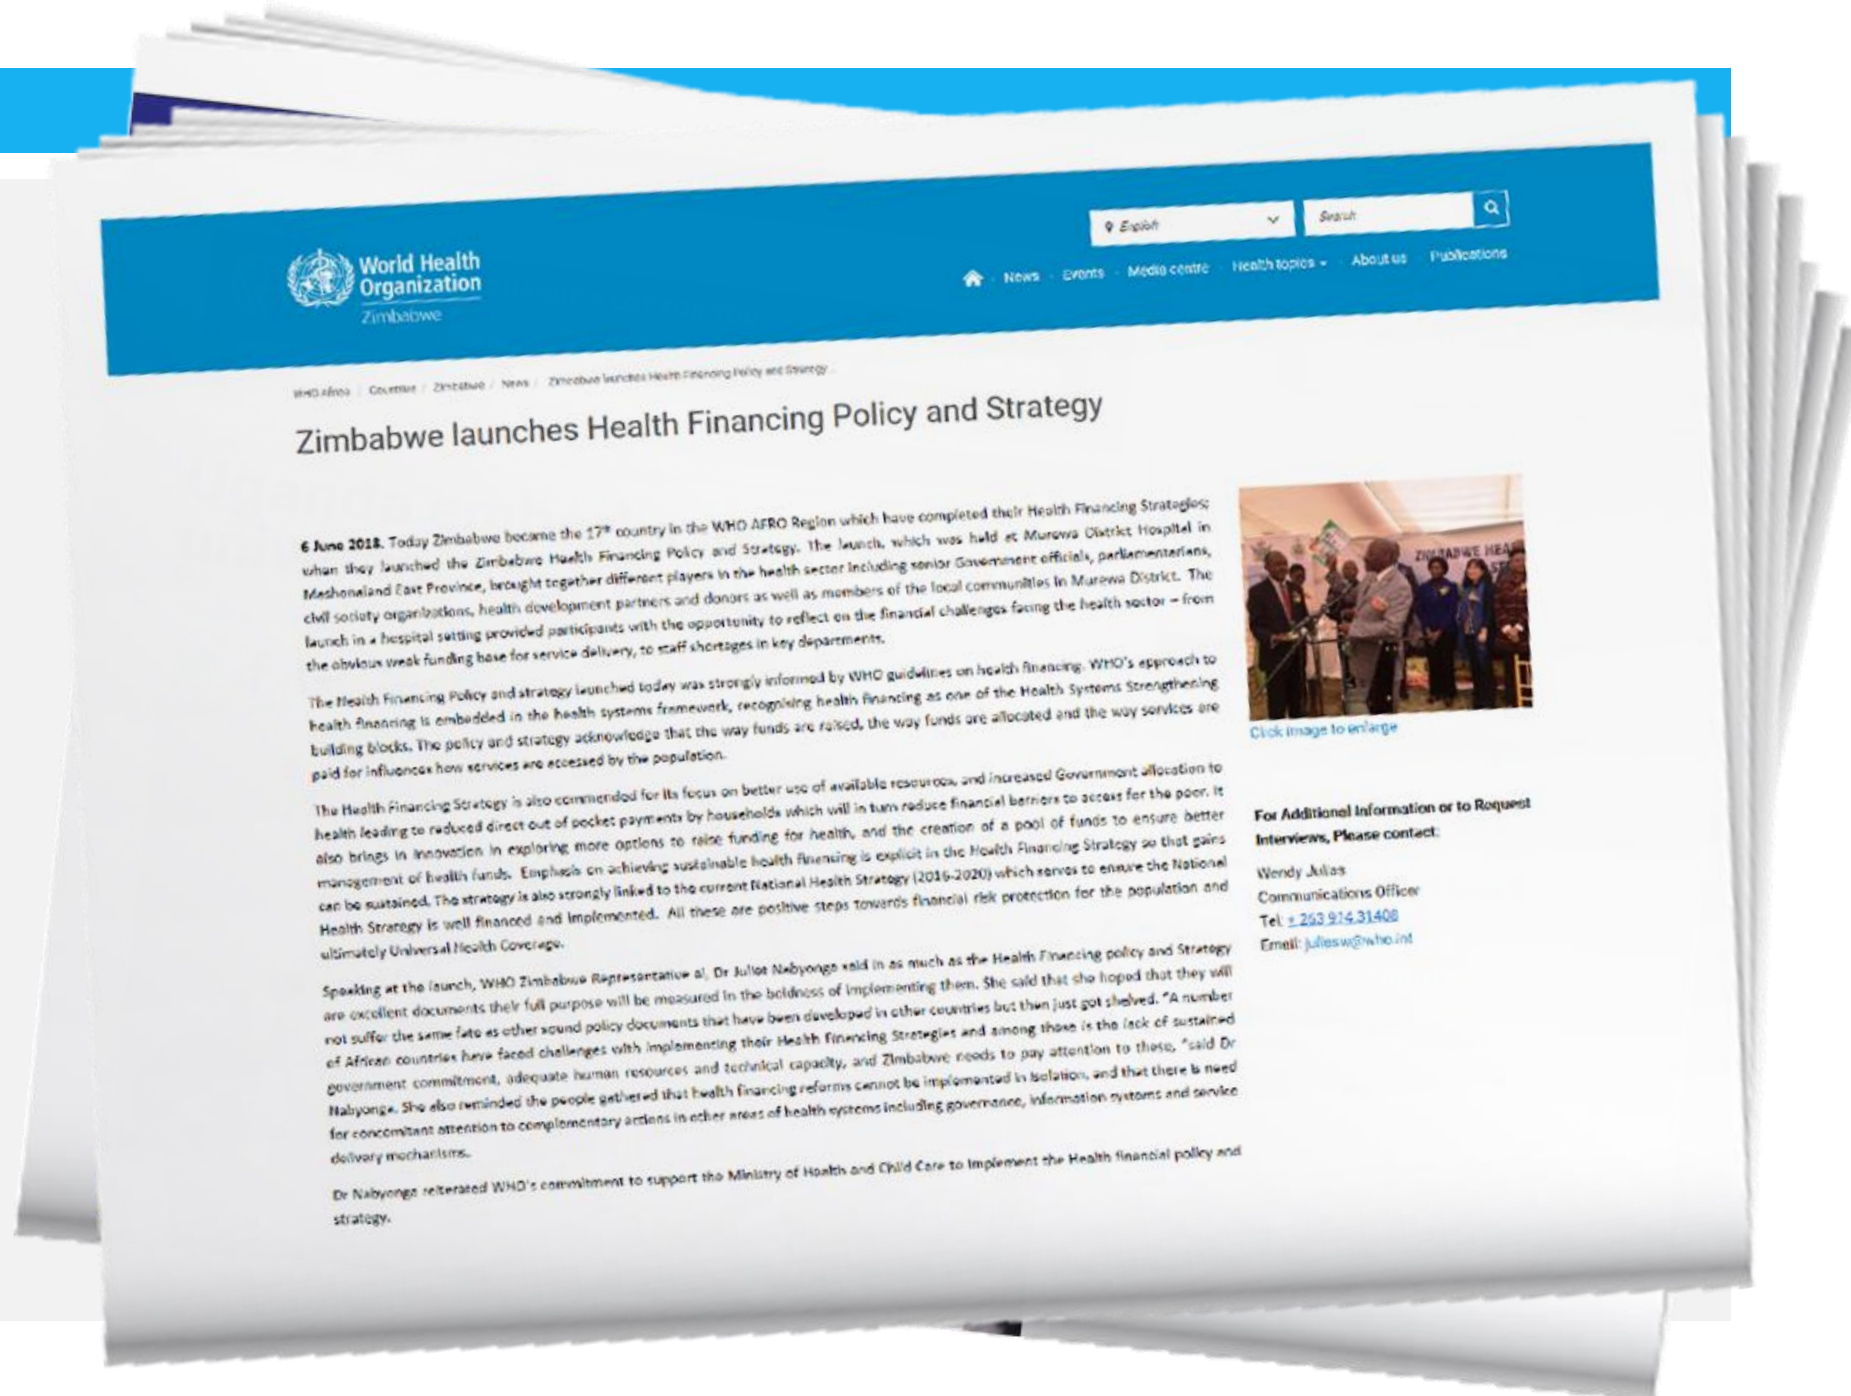 World Health
Organization
Zimbabwe
English
Search
News
Events
Media centre
Health topics
About us
Publications
WHO Africa / Countries / Zimbabwe / News / Zimbabwe launches Health Financing Policy and Strategy ...
Zimbabwe launches Health Financing Policy and Strategy
6 June 2018. Today Zimbabwe became the 17th country in the WHO AFRO Region which have completed their Health Financing Strategies;
when they launched the Zimbabwe Health Financing Policy and Strategy. The launch, which was held at Murewa District Hospital in
Mashonaland East Province, brought together different players in the health sector including senior Government officials, parliamentarians,
civil society organizations, health development partners and donors as well as members of the local communities in Murewa District. The
launch in a hospital setting provided participants with the opportunity to reflect on the financial challenges facing the health sector – from
the obvious weak funding base for service delivery, to staff shortages in key departments.
The Health Financing Policy and strategy launched today was strongly informed by WHO guidelines on health financing. WHO's approach to
health financing is embedded in the health systems framework, recognising health financing as one of the Health Systems Strengthening
building blocks. The policy and strategy acknowledge that the way funds are raised, the way funds are allocated and the way services are
paid for influences how services are accessed by the population.
The Health Financing Strategy is also commended for its focus on better use of available resources, and increased Government allocation to
health leading to reduced direct out of pocket payments by households which will in turn reduce financial barriers to access for the poor. It
also brings in innovation in exploring more options to raise funding for health, and the creation of a pool of funds to ensure better
management of health funds. Emphasis on achieving sustainable health financing is explicit in the Health Financing Strategy so that gains
can be sustained. The strategy is also strongly linked to the current National Health Strategy (2016-2020) which serves to ensure the National
Health Strategy is well financed and implemented. All these are positive steps towards financial risk protection for the population and
ultimately Universal Health Coverage.
Speaking at the launch, WHO Zimbabwe Representative ai, Dr Juliet Nabyonga said in as much as the Health Financing policy and Strategy
are excellent documents their full purpose will be measured in the boldness of implementing them. She said that she hoped that they will
not suffer the same fate as other sound policy documents that have been developed in other countries but then just got shelved. "A number
of African countries have faced challenges with implementing their Health Financing Strategies and among those is the lack of sustained
government commitment, adequate human resources and technical capacity, and Zimbabwe needs to pay attention to these, "said Dr
Nabyonga. She also reminded the people gathered that health financing reforms cannot be implemented in isolation, and that there is need
for concomitant attention to complementary actions in other areas of health systems including governance, information systems and service
delivery mechanisms.
Dr Nabyonga reiterated WHO's commitment to support the Ministry of Health and Child Care to implement the Health financial policy and
strategy.
ZIMBABWE HEA
Click image to enlarge
For Additional Information or to Request
Interviews, Please contact:
Wendy Julias
Communications Officer
Tel: + 263 974 31408
Email: juliasw@who.int